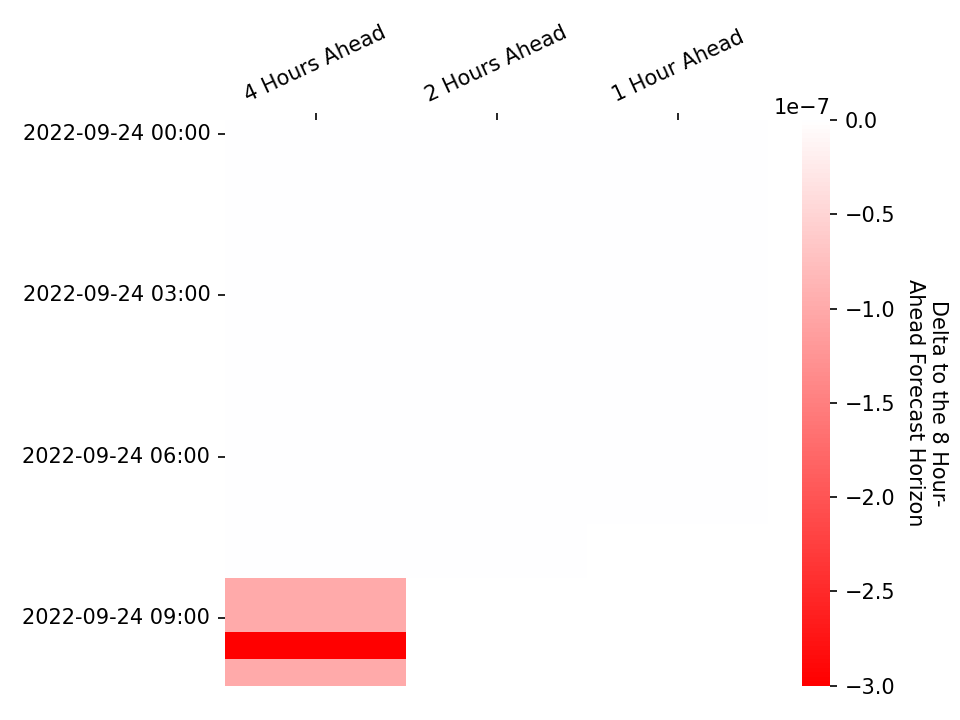 4 Hours Ahead
2 Hours Ahead
1 Hour Ahead
1e−7
2022-09-24 00:00
2022-09-24 03:00
2022-09-24 06:00
2022-09-24 09:00
0.0
−0.5
−1.0
−1.5
−2.0
−2.5
−3.0
Delta to the 8 Hour-
Ahead Forecast Horizon